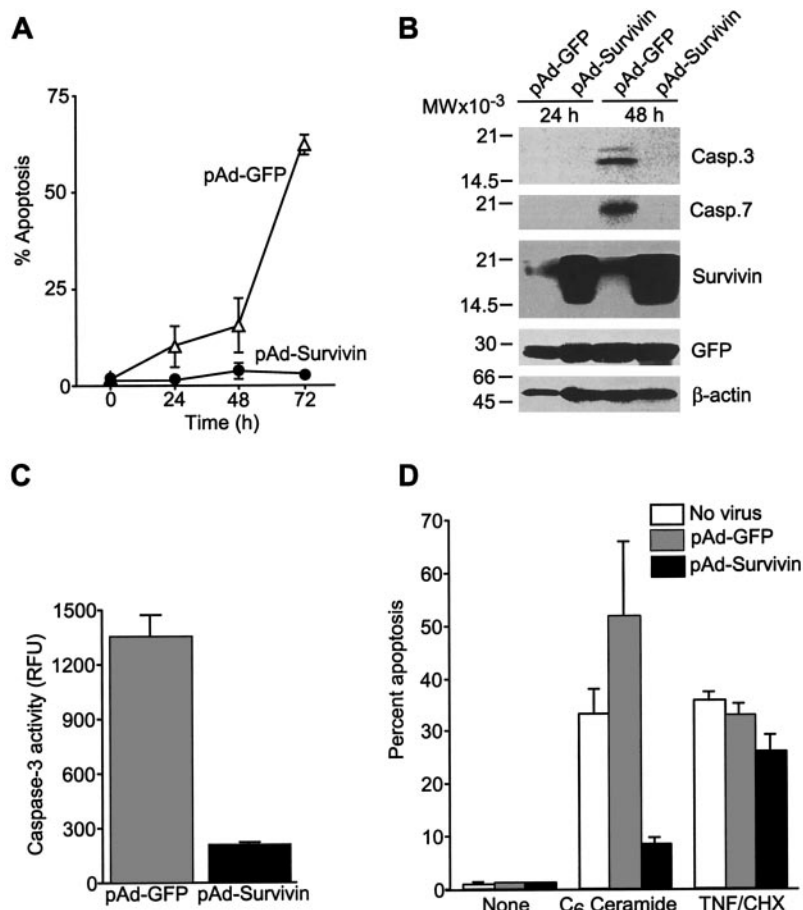 A
75
50
25
0
% Apoptosis
pAd-GFP
pAd-Survivin
0 24 48 72
Time (h)
B
pAd-GFP
pAd-Survivin
pAd-GFP
pAd-Survivin
MWx10-3
24 h 48 h
21
14.5
Casp.3
21
Casp.7
21
14.5
Survivin
30
GFP
66
45
β-actin
C
1500
1200
900
600
300
0
Caspase-3 activity (RFU)
pAd-GFP pAd-Survivin
D
No virus
pAd-GFP
pAd-Survivin
70
60
50
40
30
20
10
0
Percent apoptosis
None C6 Ceramide TNF/CHX